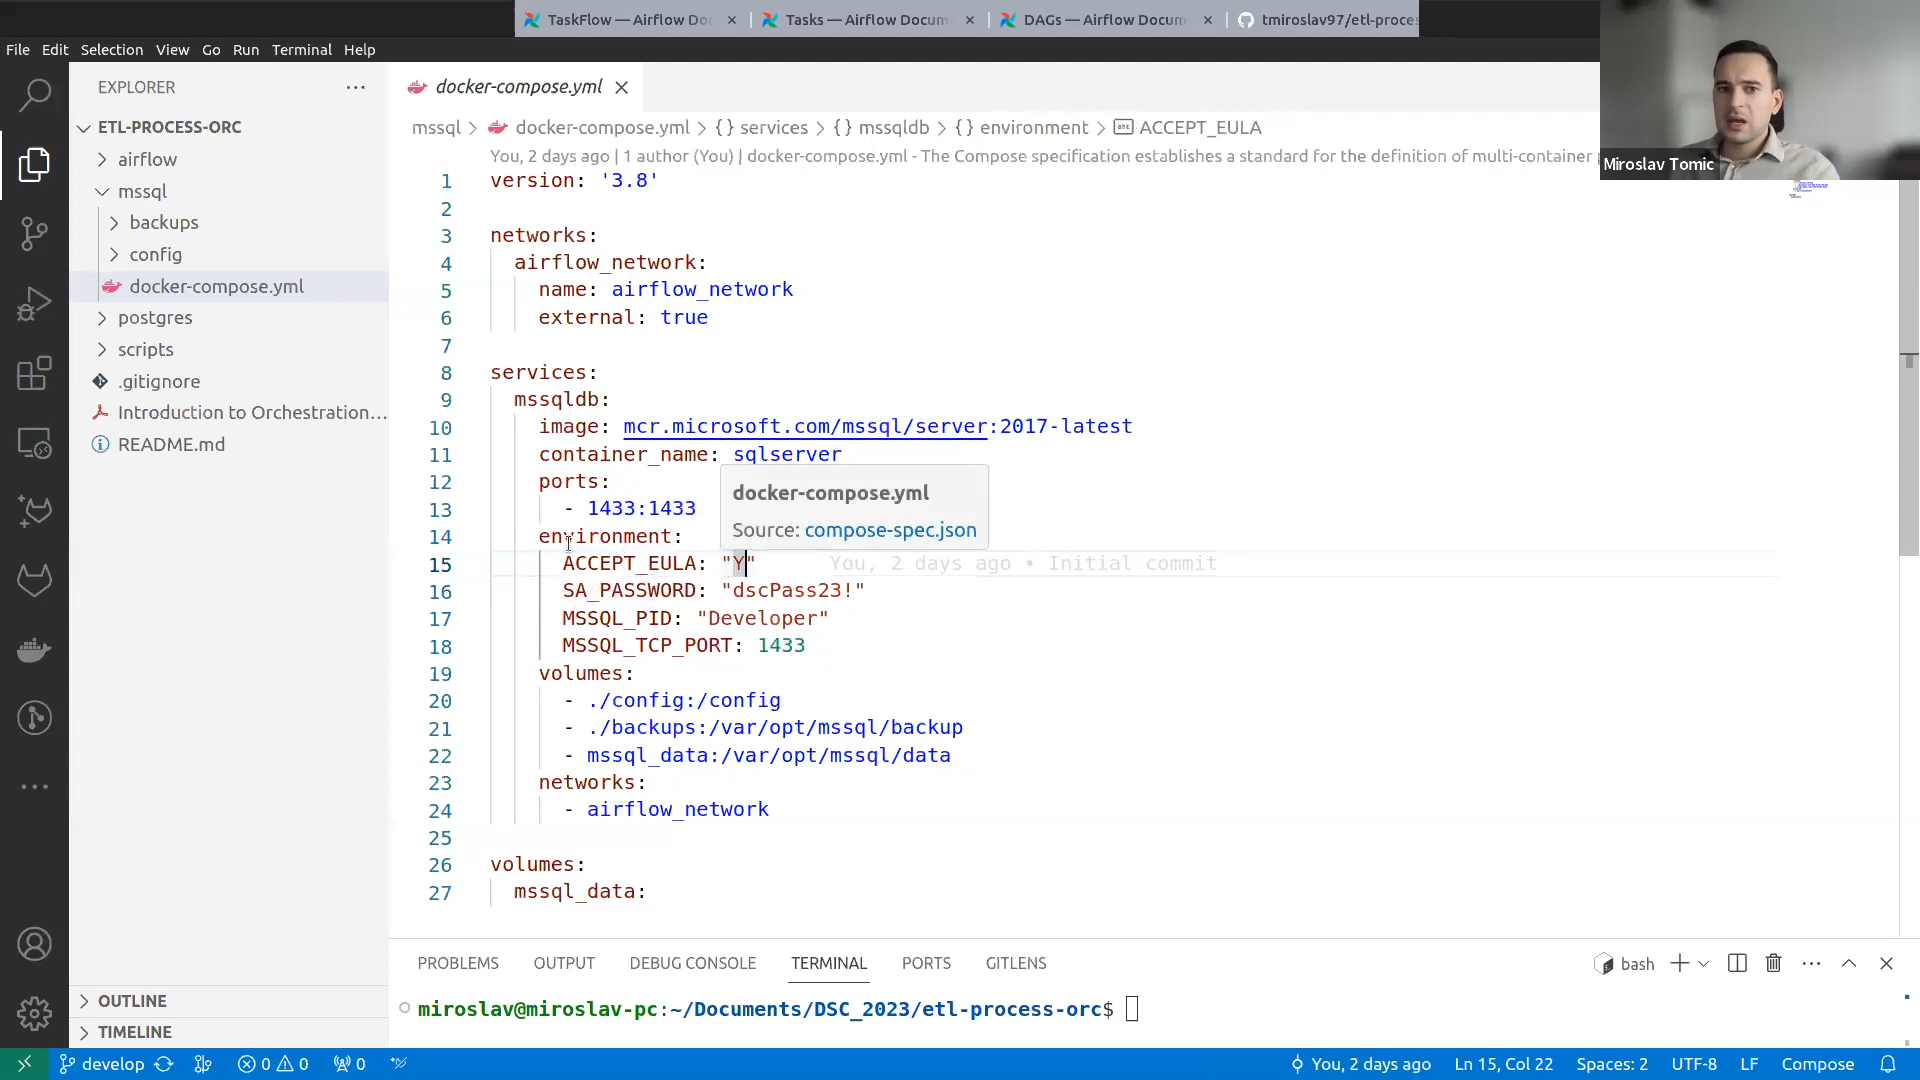 TaskFlow — Airflow Do
Tasks — Airflow Docum
DAGs — Airflow Docum
tmiroslav97/etl-proces
File Edit Selection View Go Run Terminal Help
Miroslav Tomic
EXPLORER
ETL-PROCESS-ORC
airflow
mssql
backups
config
docker-compose.yml
postgres
scripts
.gitignore
Introduction to Orchestration...
README.md
OUTLINE
TIMELINE
docker-compose.yml
mssql > docker-compose.yml > {} services > {} mssqldb > {} environment > ACCEPT_EULA
You, 2 days ago | 1 author (You) | docker-compose.yml - The Compose specification establishes a standard for the definition of multi-container
1 version: '3.8'
2
3 networks:
4 airflow_network:
5 name: airflow_network
6 external: true
7
8 services:
9 mssqldb:
10 image: mcr.microsoft.com/mssql/server:2017-latest
11 container_name: sqlserver
12 ports:
13 - 1433:1433
14 environment:
15 ACCEPT_EULA: "Y" You, 2 days ago • Initial commit
16 SA_PASSWORD: "dscPass23!"
17 MSSQL_PID: "Developer"
18 MSSQL_TCP_PORT: 1433
19 volumes:
20 - ./config:/config
21 - ./backups:/var/opt/mssql/backup
22 - mssql_data:/var/opt/mssql/data
23 networks:
24 - airflow_network
25
26 volumes:
27 mssql_data:
docker-compose.yml
Source: compose-spec.json
PROBLEMS OUTPUT DEBUG CONSOLE TERMINAL PORTS GITLENS
bash
miroslav@miroslav-pc:~/Documents/DSC_2023/etl-process-orc$
develop 0 0 0 You, 2 days ago Ln 15, Col 22 Spaces: 2 UTF-8 LF Compose